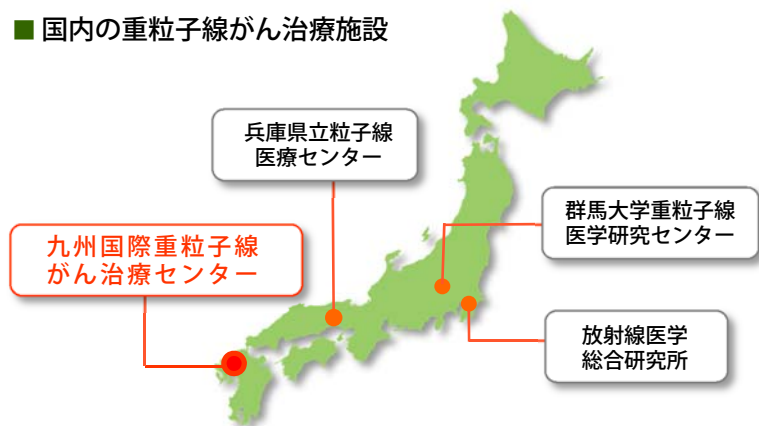 ■ 国内の重粒子線がん治療施設
兵庫県立粒子線
医療センター
群馬大学重粒子線
医学研究センター
九州国際重粒子線
がん治療センター
放射線医学
総合研究所